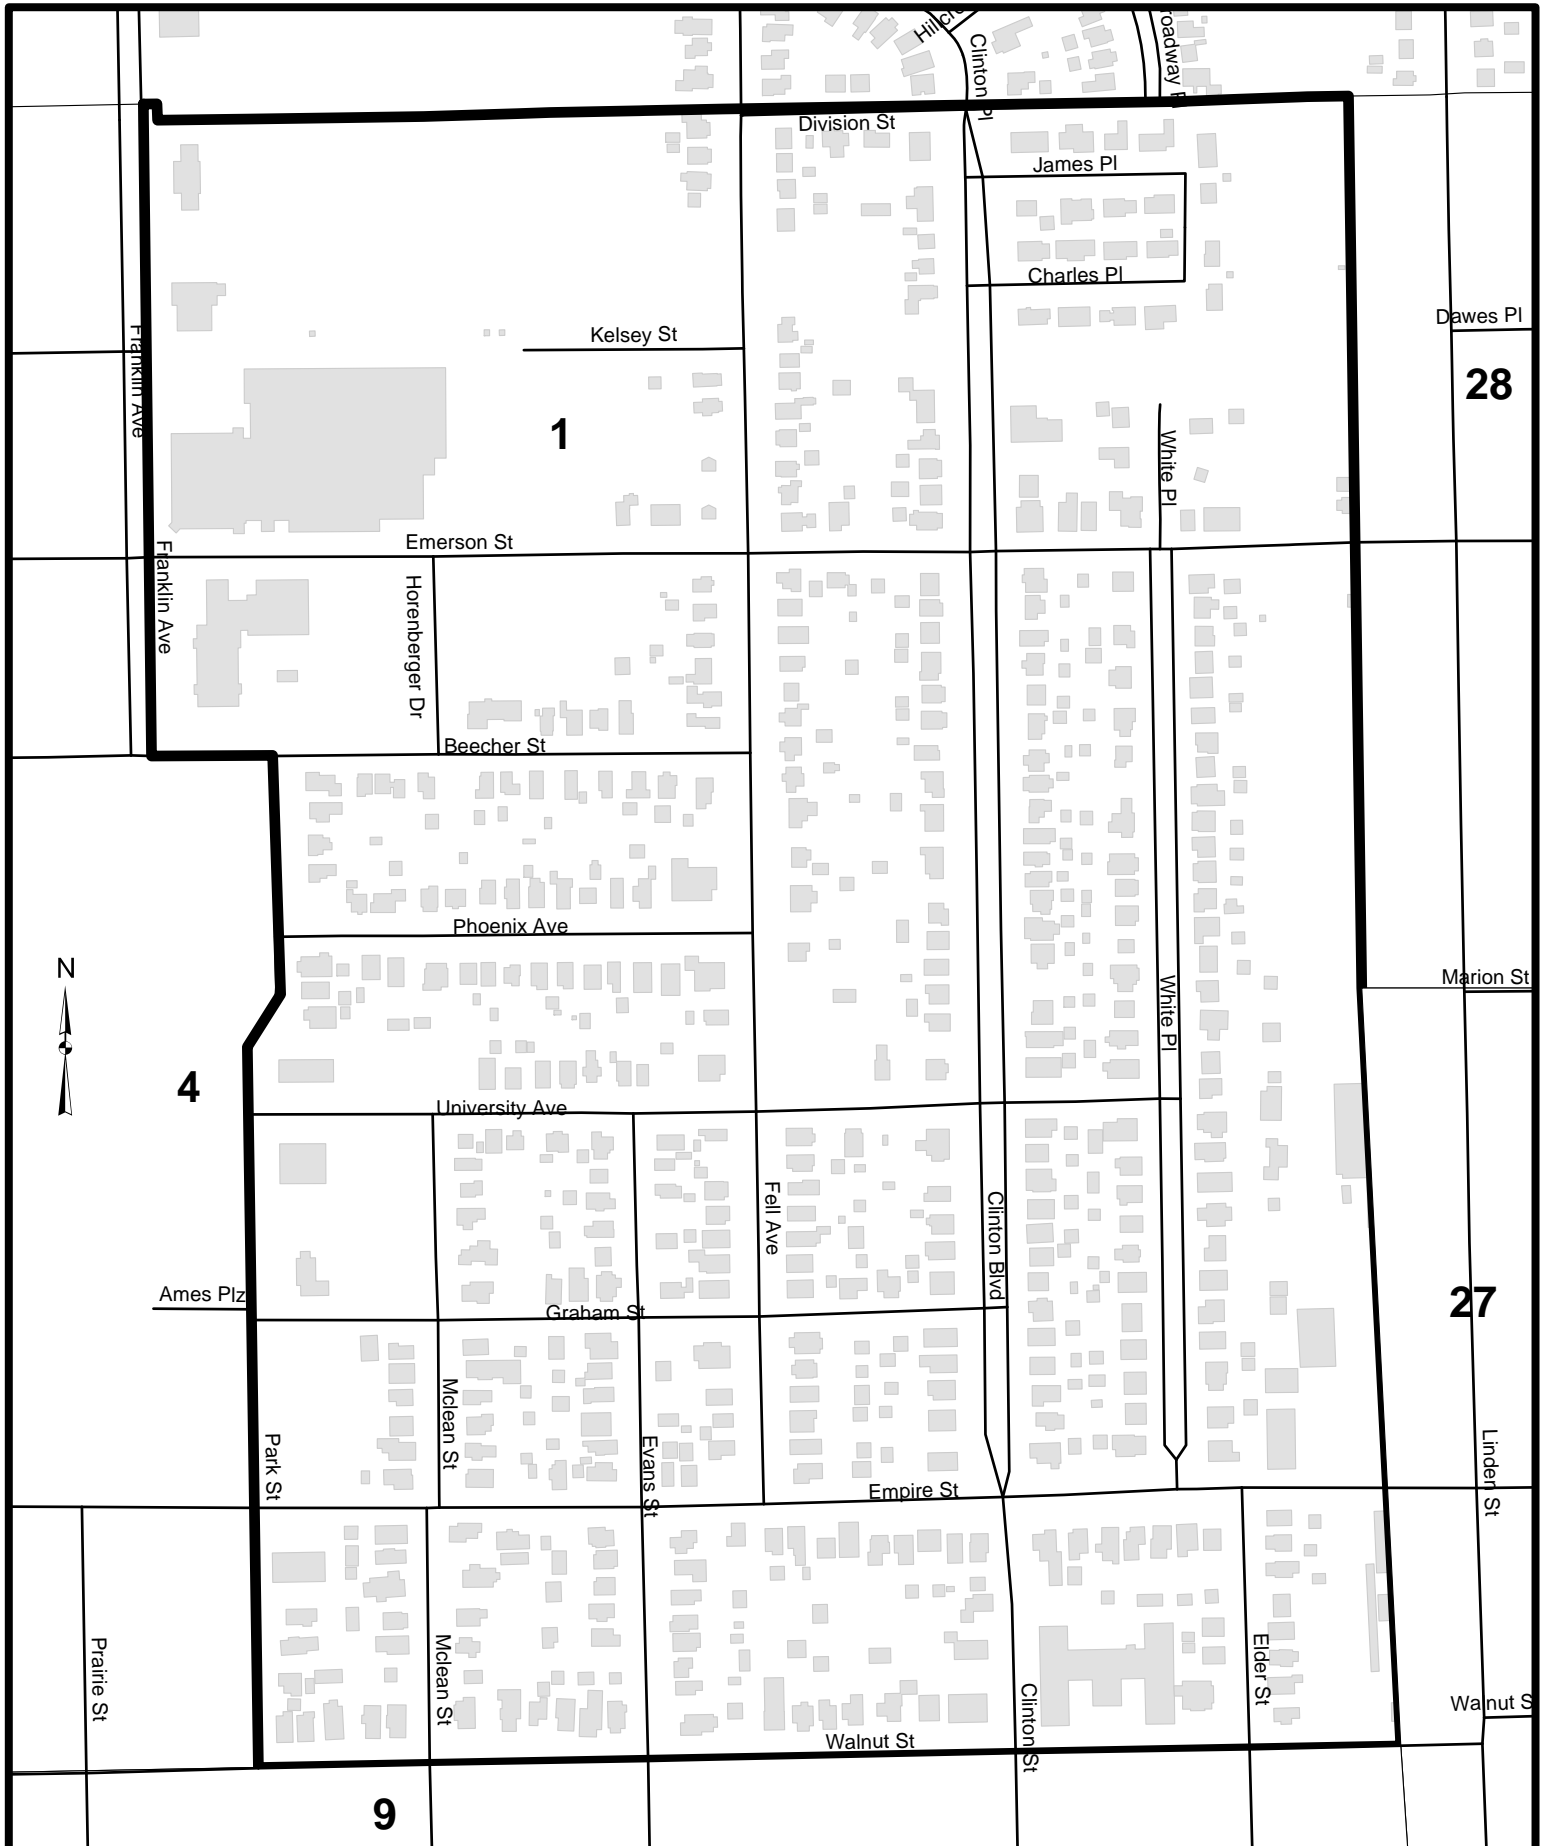 Hillcre
Clinton Pl
roadway P
Division St
James Pl
Charles Pl
Dawes Pl
Kelsey St
Franklin Ave
28
1
White Pl
Emerson St
Franklin Ave
Horenberger Dr
Beecher St
Phoenix Ave
N
Marion St
White Pl
4
University Ave
Fell Ave
Clinton Blvd
Ames Plz
Graham St
27
Mclean St
Park St
Evans St
Linden St
Empire St
Prairie St
Mclean St
Elder St
Clinton St
Walnut S
Walnut St
9